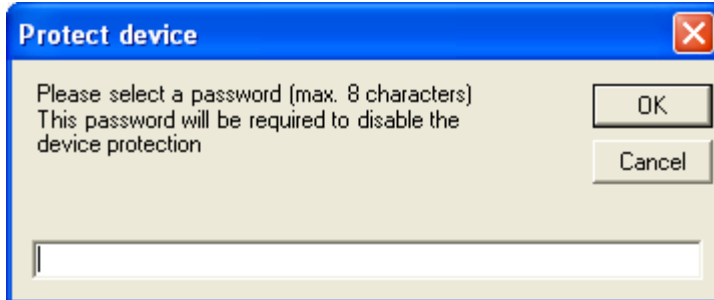 Protect device
Please select a password (max. 8 characters)
This password will be required to disable the
device protection
OK
Cancel